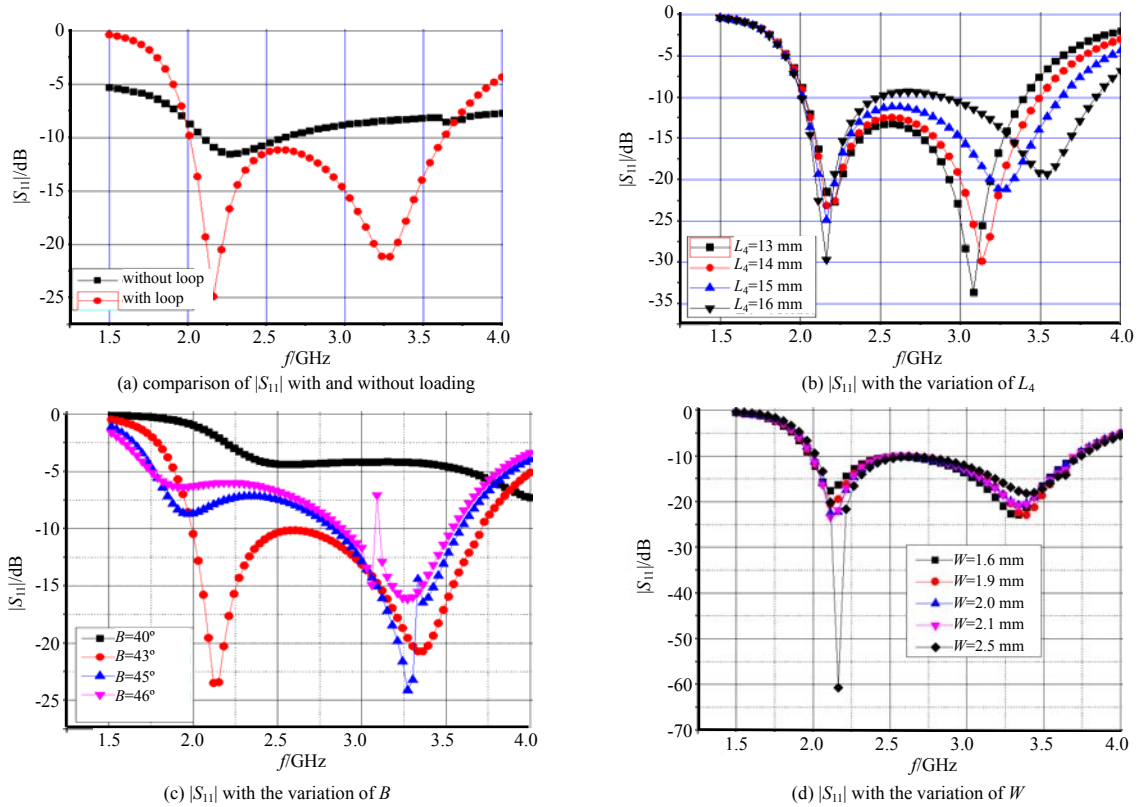 0
-5
-10
-15
-20
-25
|S₁₁|/dB
without loop
with loop
1.5 2.0 2.5 3.0 3.5 4.0
f/GHz
(a) comparison of |S₁₁| with and without loading
0
-5
-10
-15
-20
-25
-30
-35
|S₁₁|/dB
L₄=13 mm
L₄=14 mm
L₄=15 mm
L₄=16 mm
1.5 2.0 2.5 3.0 3.5 4.0
f/GHz
(b) |S₁₁| with the variation of L₄
0
-5
-10
-15
-20
-25
|S₁₁|/dB
B=40º
B=43º
B=45º
B=46º
1.5 2.0 2.5 3.0 3.5 4.0
f/GHz
(c) |S₁₁| with the variation of B
0
-10
-20
-30
-40
-50
-60
-70
|S₁₁|/dB
W=1.6 mm
W=1.9 mm
W=2.0 mm
W=2.1 mm
W=2.5 mm
1.5 2.0 2.5 3.0 3.5 4.0
f/GHz
(d) |S₁₁| with the variation of W